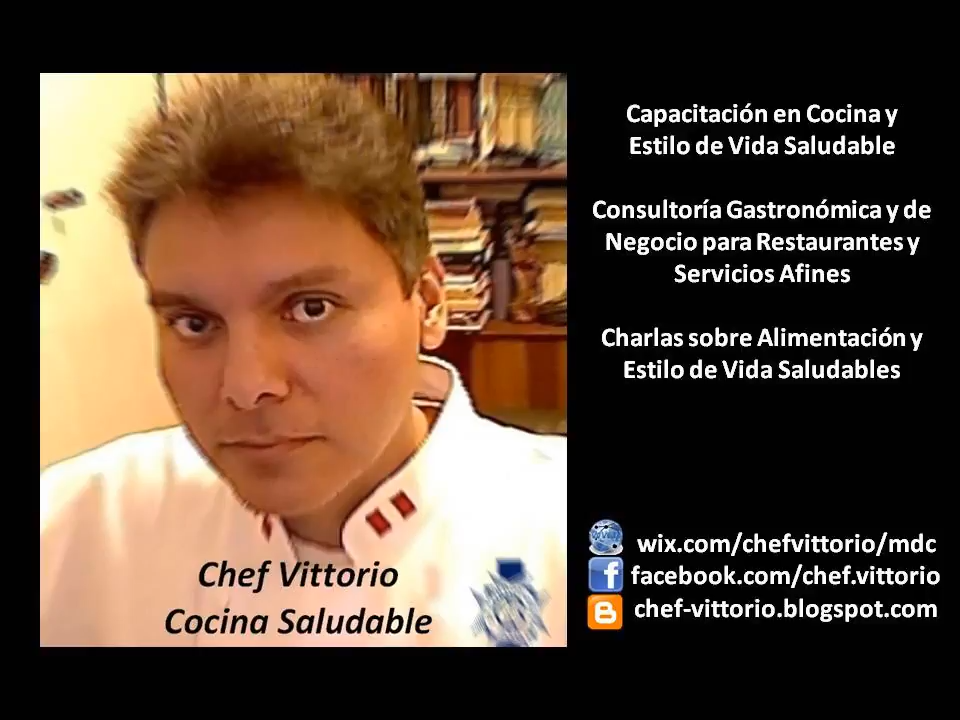 Capacitación en Cocina y
Estilo de Vida Saludable
Consultoría Gastronómica y de
Negocio para Restaurantes y
Servicios Afines
Charlas sobre Alimentación y
Estilo de Vida Saludables
Chef Vittorio
Cocina Saludable
wix.com/chefvittorio/mdc
facebook.com/chef.vittorio
chef-vittorio.blogspot.com